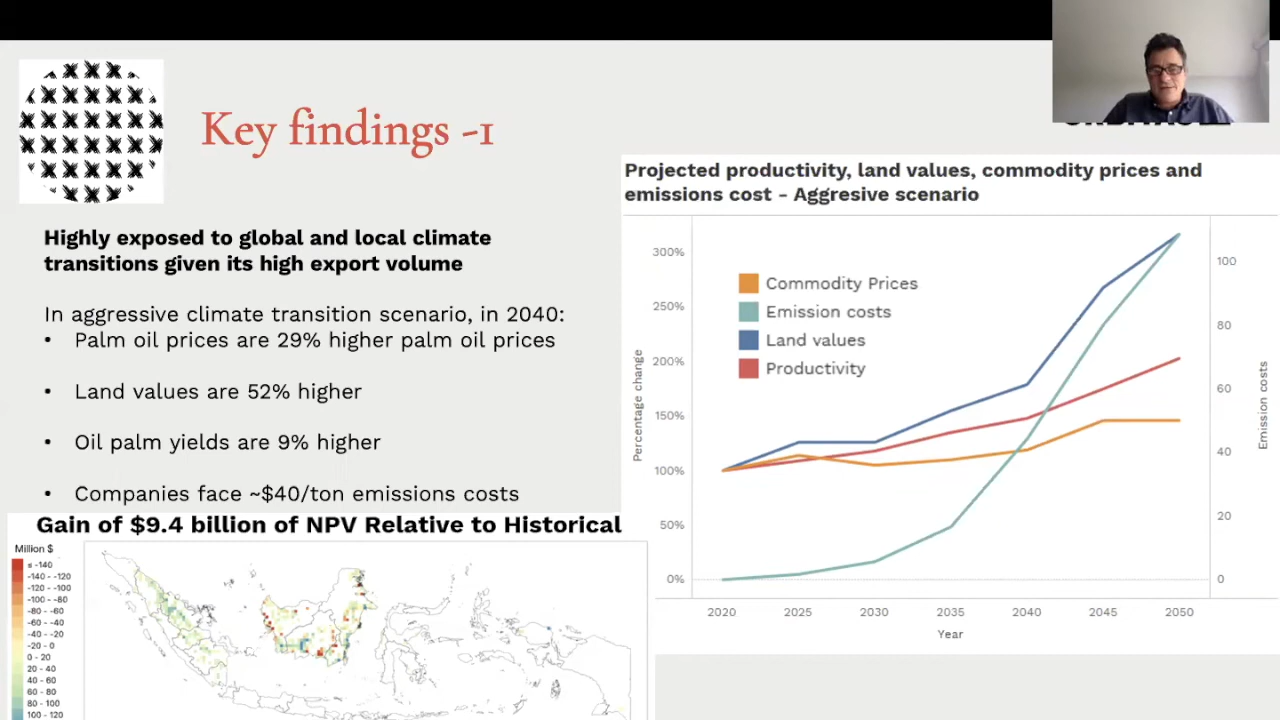 Key findings -1
Highly exposed to global and local climate
transitions given its high export volume
In aggressive climate transition scenario, in 2040:
• Palm oil prices are 29% higher palm oil prices
• Land values are 52% higher
• Oil palm yields are 9% higher
• Companies face ~$40/ton emissions costs
Gain of $9.4 billion of NPV Relative to Historical
Million $
≤ -140
-140 - -120
-120 - -100
-100 - -80
-80 - -60
-60 - -40
-40 - -20
-20 - 0
0 - 20
20 - 40
40 - 60
60 - 80
80 - 100
100 - 120
Projected productivity, land values, commodity prices and
emissions cost - Aggresive scenario
Commodity Prices
Emission costs
Land values
Productivity
Percentage change
300%
250%
200%
150%
100%
50%
0%
100
80
60
40
20
0
Emission costs
2020 2025 2030 2035 2040 2045 2050
Year